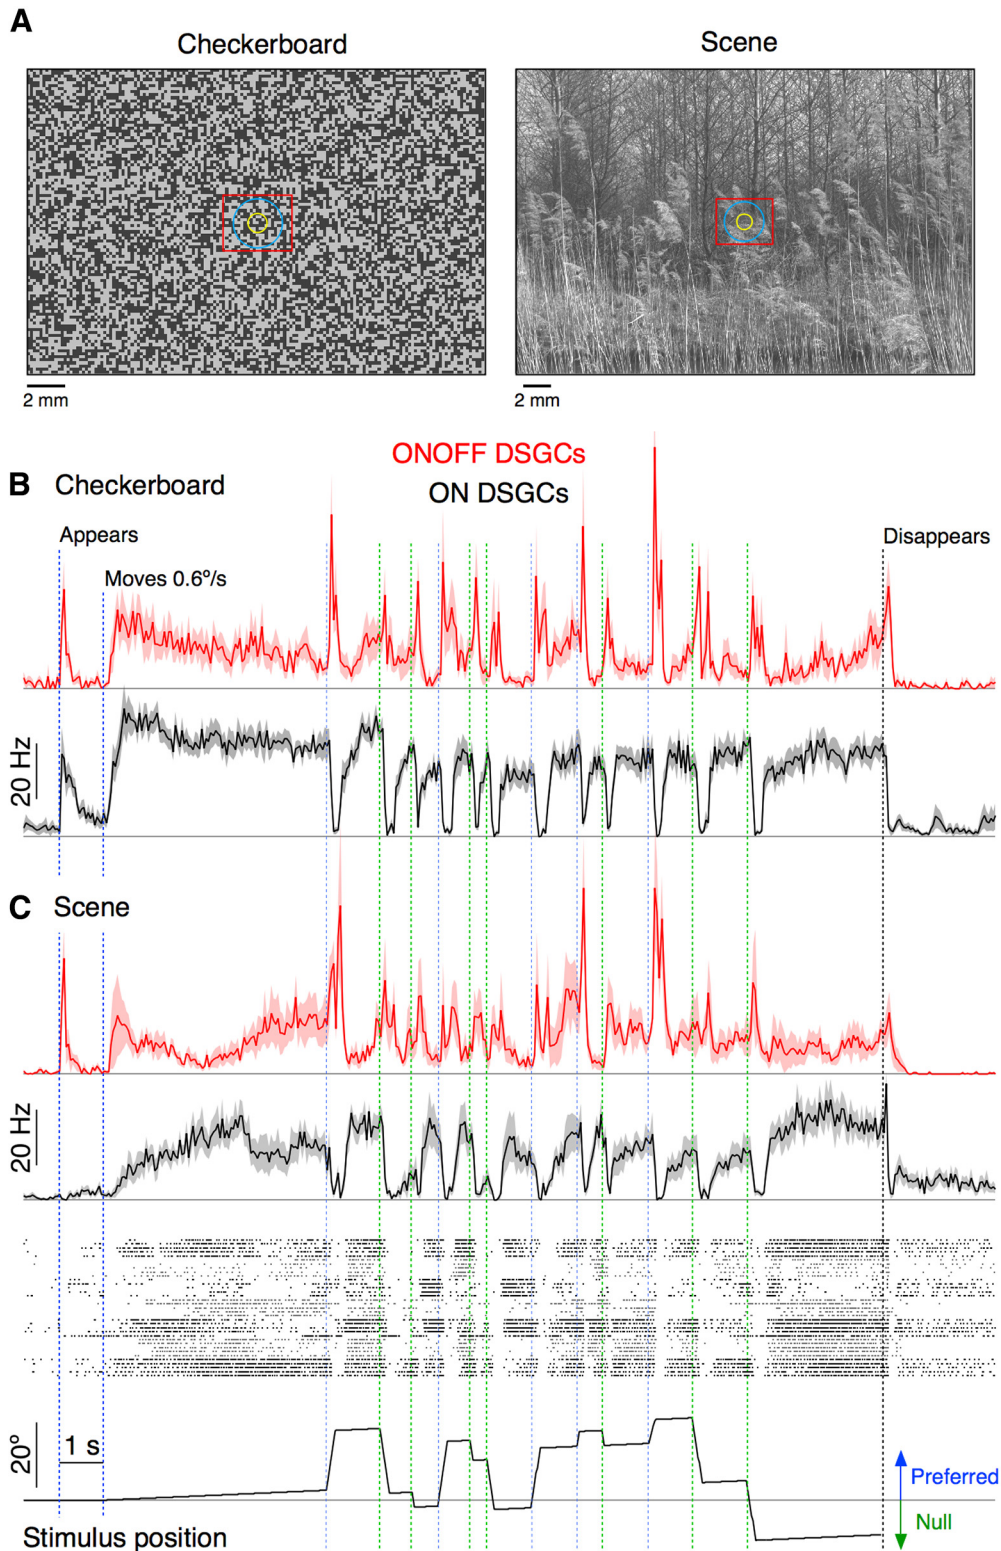 A
Checkerboard
Scene
2 mm
2 mm
ONOFF DSGCs
ON DSGCs
B
Checkerboard
Appears
Disappears
Moves 0.6º/s
20 Hz
C
Scene
20 Hz
20°
1 s
Preferred
Null
Stimulus position